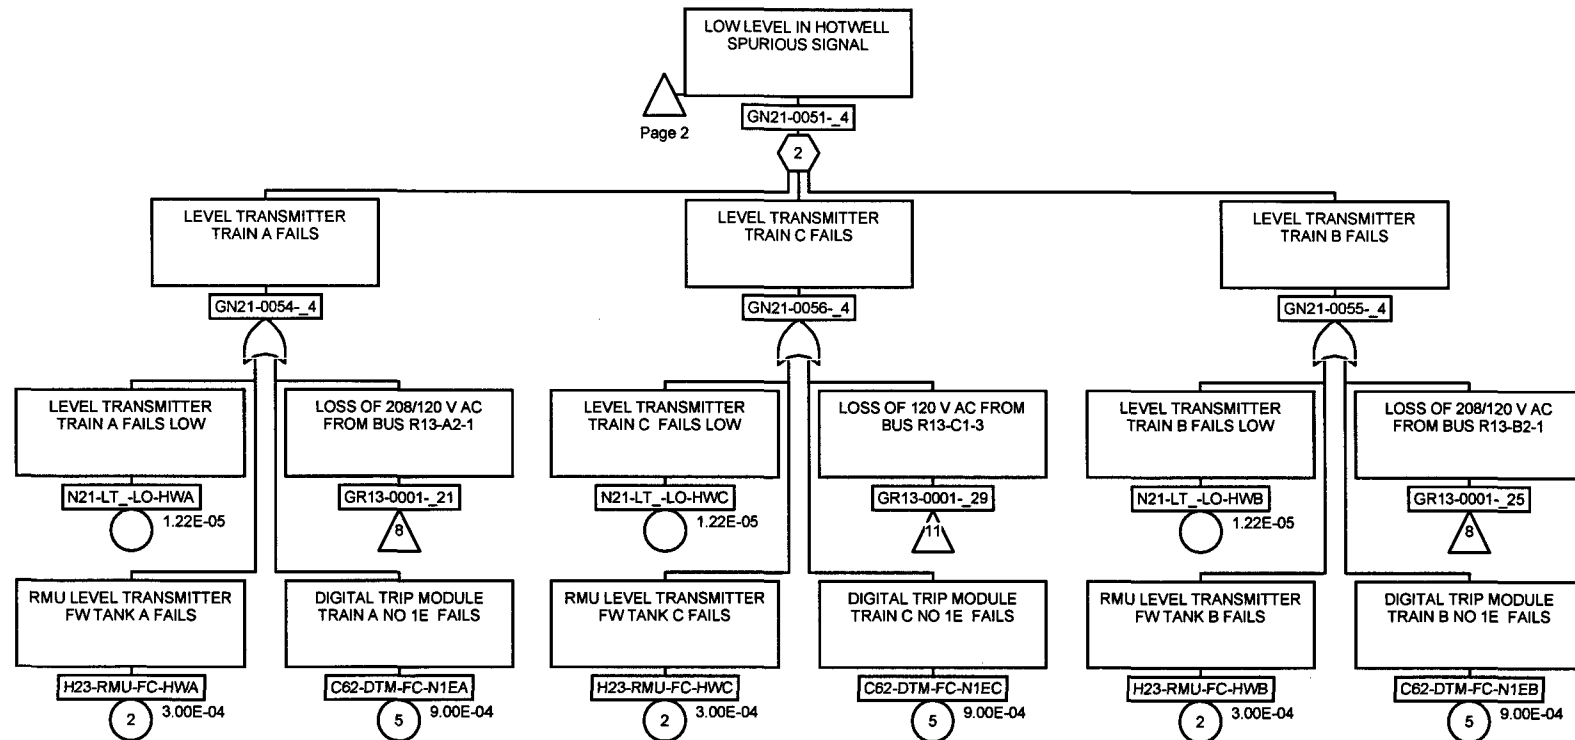 LOW LEVEL IN HOTWELL
SPURIOUS SIGNAL
Page 2
GN21-0051-_4
2
LEVEL TRANSMITTER
TRAIN A FAILS
GN21-0054-_4
LEVEL TRANSMITTER
TRAIN C FAILS
GN21-0056-_4
LEVEL TRANSMITTER
TRAIN B FAILS
GN21-0055-_4
LEVEL TRANSMITTER
TRAIN A FAILS LOW
N21-LT_-LO-HWA
1.22E-05
LOSS OF 208/120 V AC
FROM BUS R13-A2-1
GR13-0001-_21
8
LEVEL TRANSMITTER
TRAIN C FAILS LOW
N21-LT_-LO-HWC
1.22E-05
LOSS OF 120 V AC FROM
BUS R13-C1-3
GR13-0001-_29
11
LEVEL TRANSMITTER
TRAIN B FAILS LOW
N21-LT_-LO-HWB
1.22E-05
LOSS OF 208/120 V AC
FROM BUS R13-B2-1
GR13-0001-_25
8
RMU LEVEL TRANSMITTER
FW TANK A FAILS
H23-RMU-FC-HWA
2
3.00E-04
DIGITAL TRIP MODULE
TRAIN A NO 1E FAILS
C62-DTM-FC-N1EA
5
9.00E-04
RMU LEVEL TRANSMITTER
FW TANK C FAILS
H23-RMU-FC-HWC
2
3.00E-04
DIGITAL TRIP MODULE
TRAIN C NO 1E FAILS
C62-DTM-FC-N1EC
5
9.00E-04
RMU LEVEL TRANSMITTER
FW TANK B FAILS
H23-RMU-FC-HWB
2
3.00E-04
DIGITAL TRIP MODULE
TRAIN B NO 1E FAILS
C62-DTM-FC-N1EB
5
9.00E-04